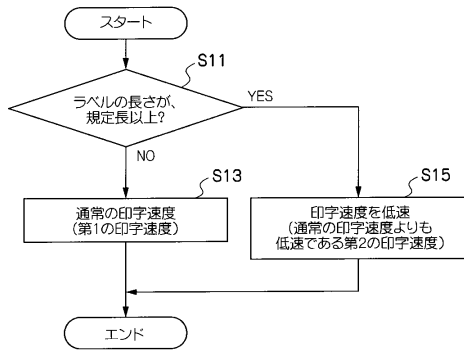 スタート
S11
ラベルの長さが、
規定長以上?
YES
NO
S13
通常の印字速度
(第1の印字速度)
S15
印字速度を低速
(通常の印字速度よりも
低速である第2の印字速度)
エンド